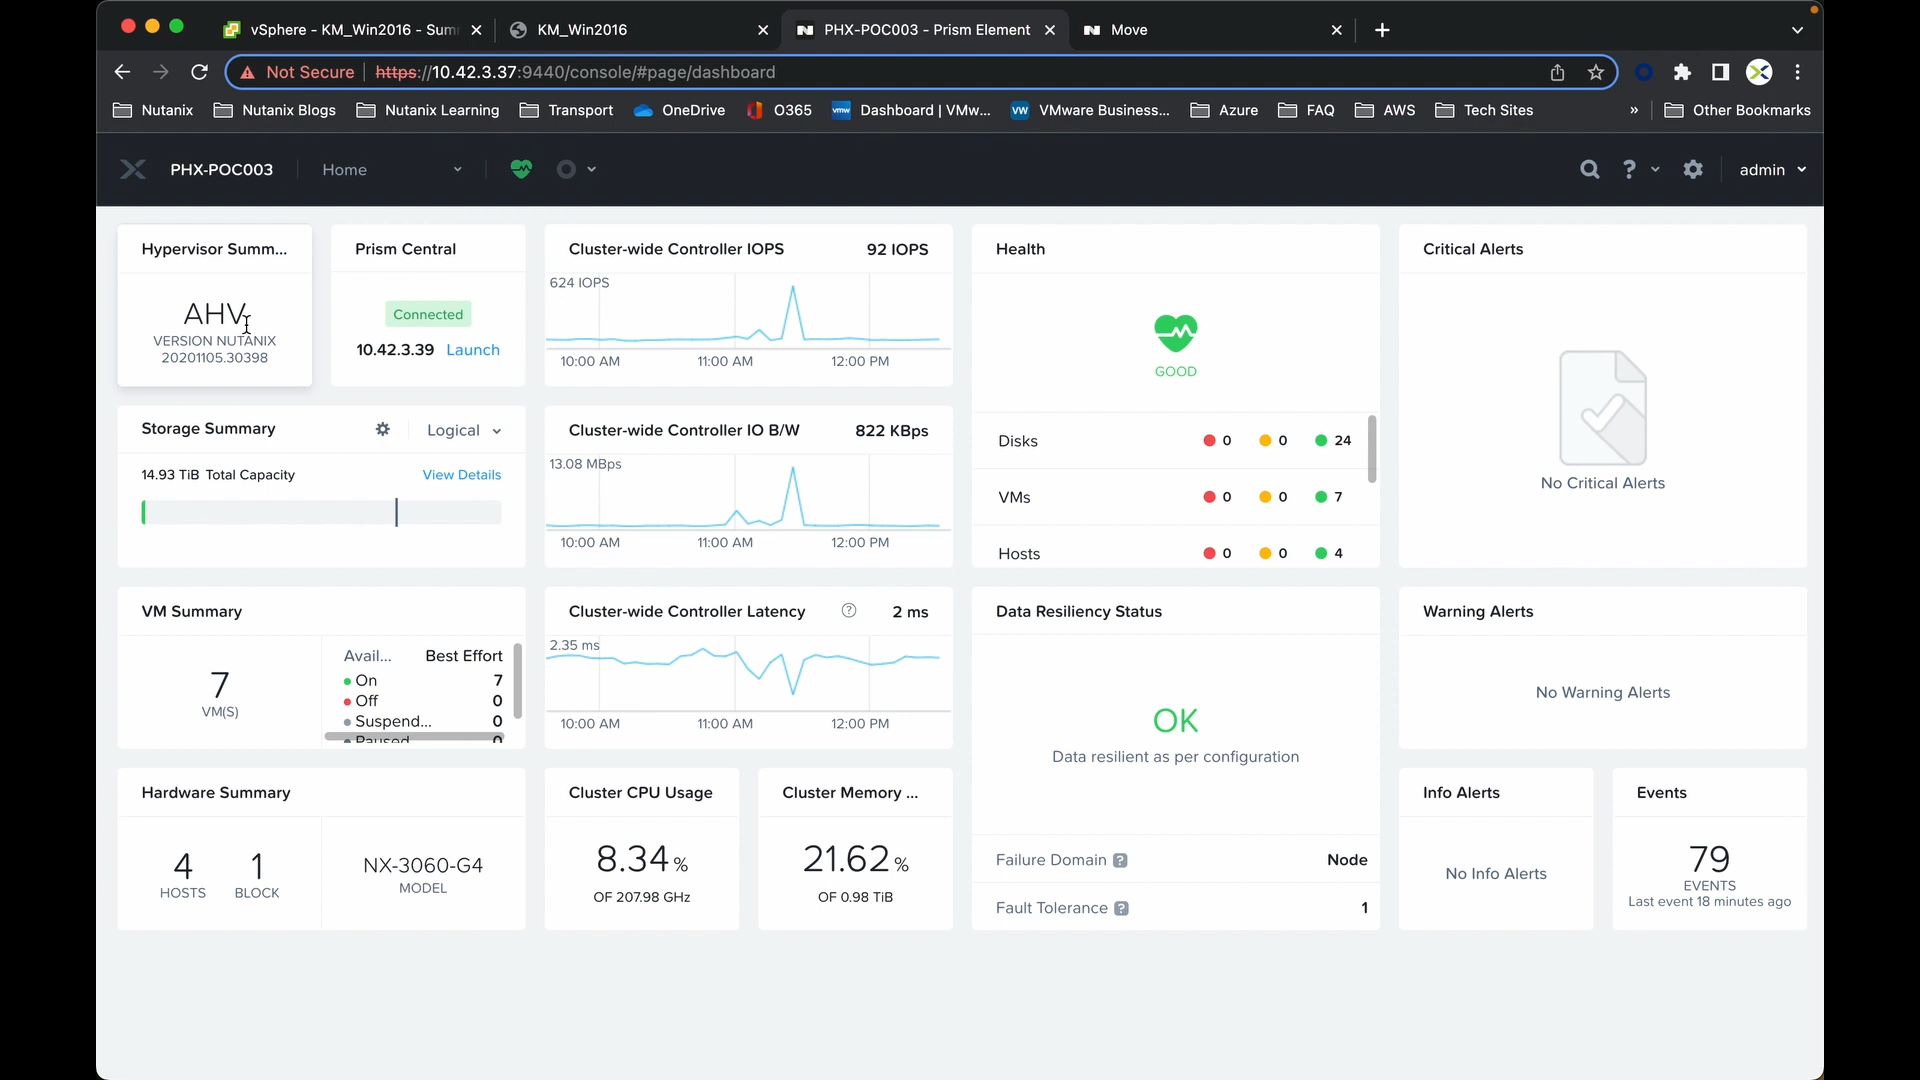 vSphere - KM_Win2016 - Sum
KM_Win2016
PHX-POC003 - Prism Element
Move
Not Secure
https://10.42.3.37:9440/console/#page/dashboard
Nutanix
Nutanix Blogs
Nutanix Learning
Transport
OneDrive
O365
vmw
Dashboard | VMw...
VW
VMware Business...
Azure
FAQ
AWS
Tech Sites
»
Other Bookmarks
PHX-POC003
Home
?
admin
Hypervisor Summ...
AHV
VERSION NUTANIX
20201105.30398
Prism Central
Connected
10.42.3.39 Launch
Cluster-wide Controller IOPS 92 IOPS
624 IOPS
10:00 AM 11:00 AM 12:00 PM
Health
GOOD
Disks 0 0 24
VMs 0 0 7
Hosts 0 0 4
Critical Alerts
No Critical Alerts
Storage Summary Logical
14.93 TiB Total Capacity View Details
Cluster-wide Controller IO B/W 822 KBps
13.08 MBps
10:00 AM 11:00 AM 12:00 PM
VM Summary
7
VM(S)
Avail... Best Effort
On 7
Off 0
Suspend... 0
Paused 0
Cluster-wide Controller Latency ? 2 ms
2.35 ms
10:00 AM 11:00 AM 12:00 PM
Data Resiliency Status
OK
Data resilient as per configuration
Failure Domain ? Node
Fault Tolerance ? 1
Warning Alerts
No Warning Alerts
Hardware Summary
4
HOSTS
1
BLOCK
NX-3060-G4
MODEL
Cluster CPU Usage
8.34 %
OF 207.98 GHz
Cluster Memory ...
21.62 %
OF 0.98 TiB
Info Alerts
No Info Alerts
Events
79
EVENTS
Last event 18 minutes ago